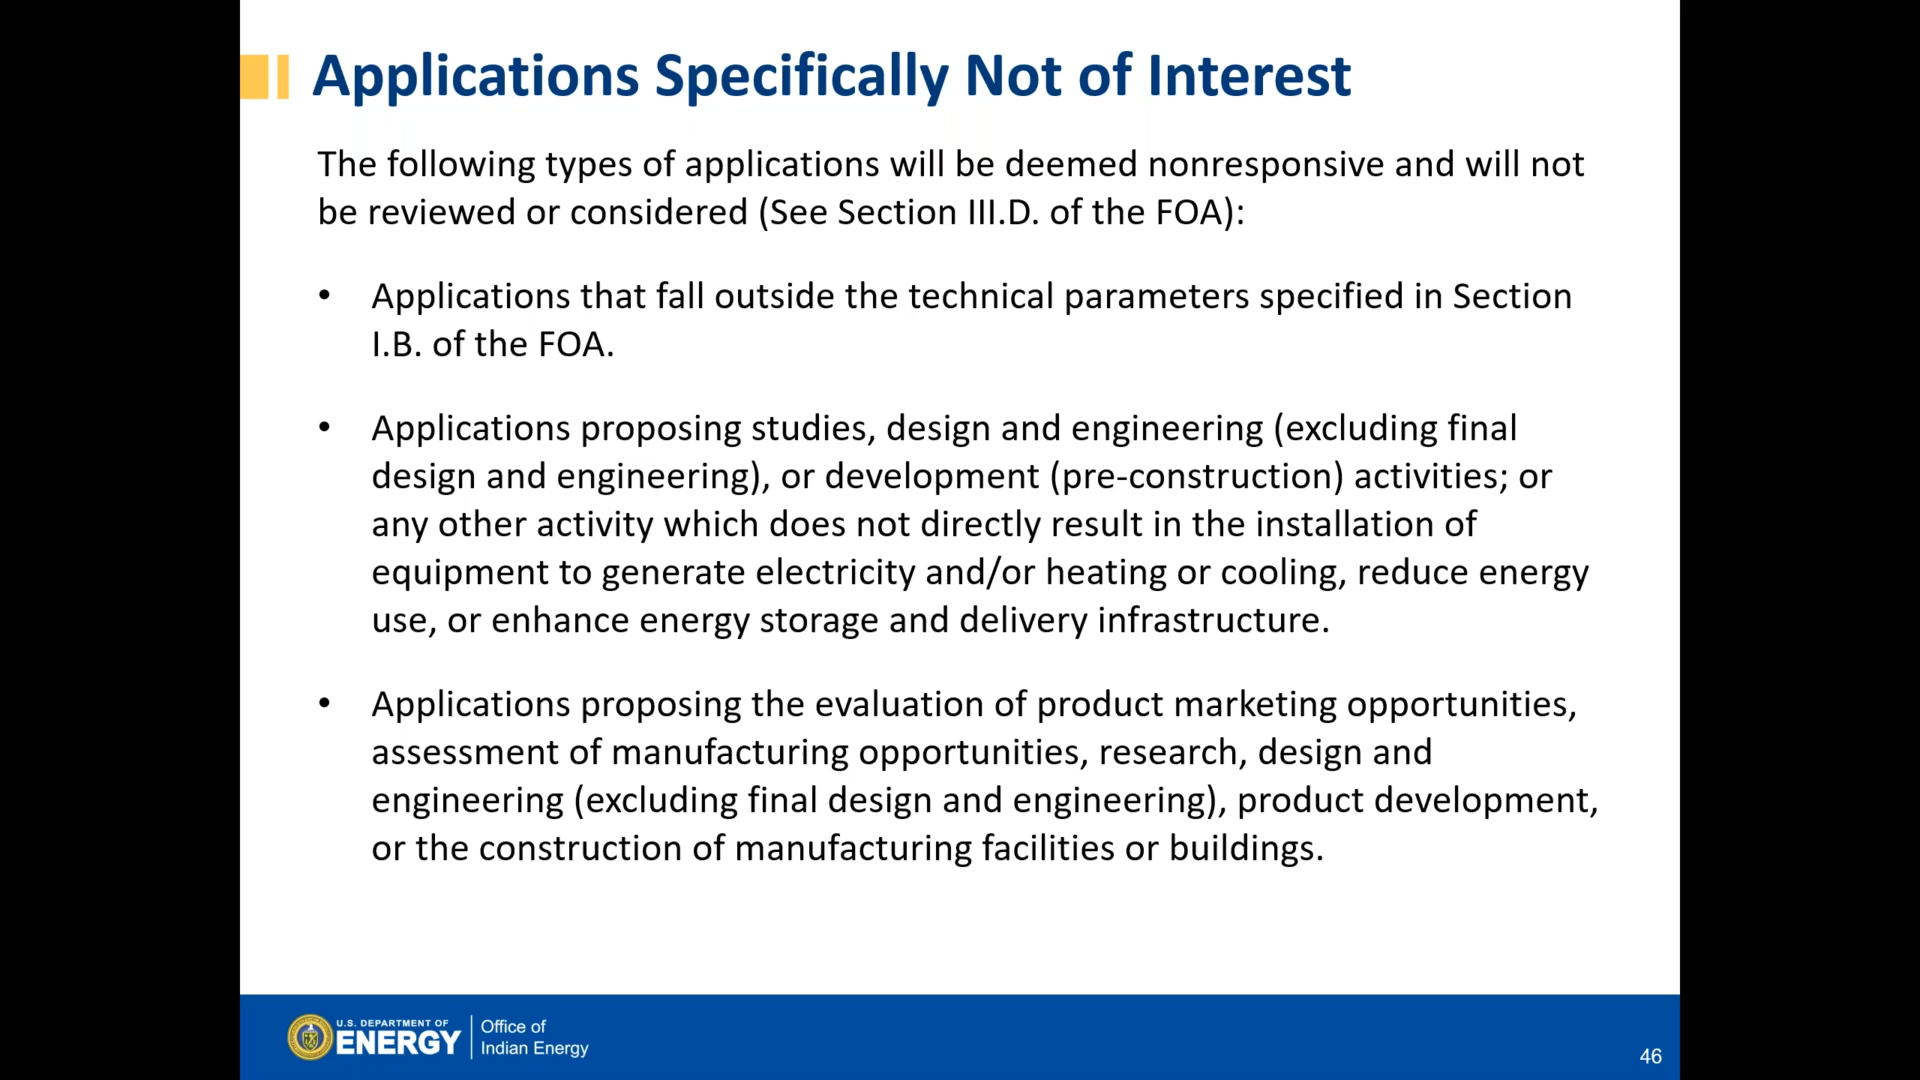 Applications Specifically Not of Interest
The following types of applications will be deemed nonresponsive and will not
be reviewed or considered (See Section III.D. of the FOA):
• Applications that fall outside the technical parameters specified in Section
I.B. of the FOA.
• Applications proposing studies, design and engineering (excluding final
design and engineering), or development (pre-construction) activities; or
any other activity which does not directly result in the installation of
equipment to generate electricity and/or heating or cooling, reduce energy
use, or enhance energy storage and delivery infrastructure.
• Applications proposing the evaluation of product marketing opportunities,
assessment of manufacturing opportunities, research, design and
engineering (excluding final design and engineering), product development,
or the construction of manufacturing facilities or buildings.
U.S. DEPARTMENT OF
ENERGY
Office of
Indian Energy
46